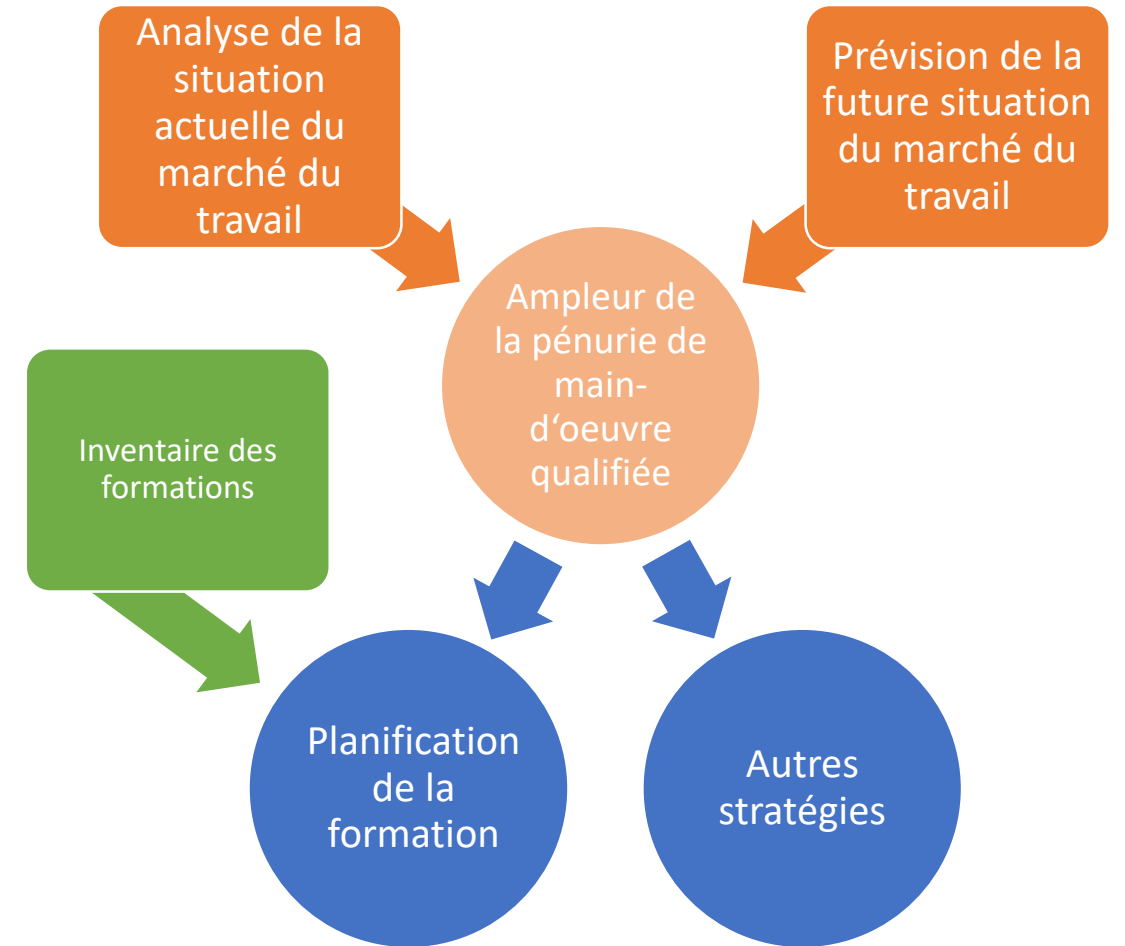 Analyse de la
situation
actuelle du
marché du
travail
Prévision de la
future situation
du marché du
travail
Ampleur de
la pénurie de
main-
d‘oeuvre
qualifiée
Inventaire des
formations
Planification
de la
formation
Autres
stratégies